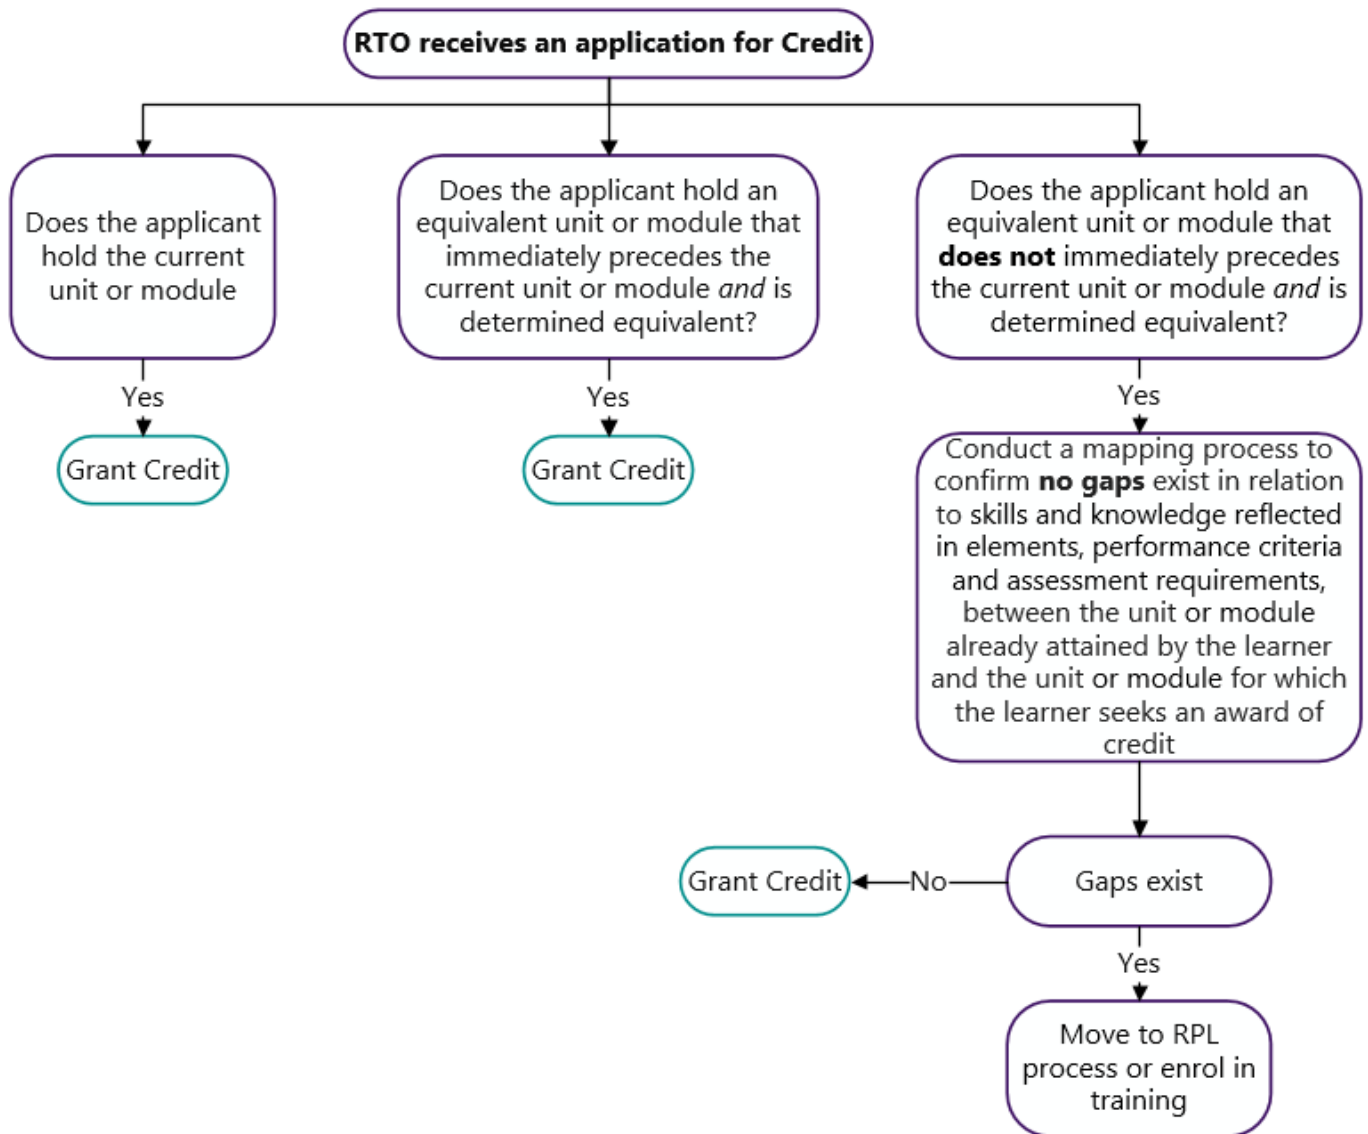 RTO receives an application for Credit
Does the applicant
hold the current
unit or module
Does the applicant hold an
equivalent unit or module that
immediately precedes the
current unit or module and is
determined equivalent?
Does the applicant hold an
equivalent unit or module that
does not immediately precedes
the current unit or module and is
determined equivalent?
Yes
Yes
Yes
Grant Credit
Grant Credit
Conduct a mapping process to
confirm no gaps exist in relation
to skills and knowledge reflected
in elements, performance criteria
and assessment requirements,
between the unit or module
already attained by the learner
and the unit or module for which
the learner seeks an award of
credit
Grant Credit
No
Gaps exist
Yes
Move to RPL
process or enrol in
training